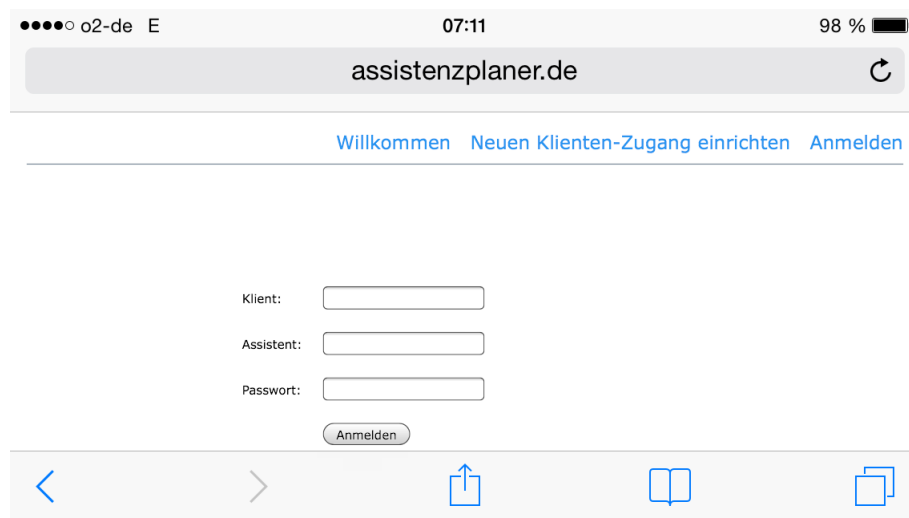 o2-de E 07:11 98 %
assistenzplaner.de
Willkommen Neuen Klienten-Zugang einrichten Anmelden
Klient:
Assistent:
Passwort:
Anmelden